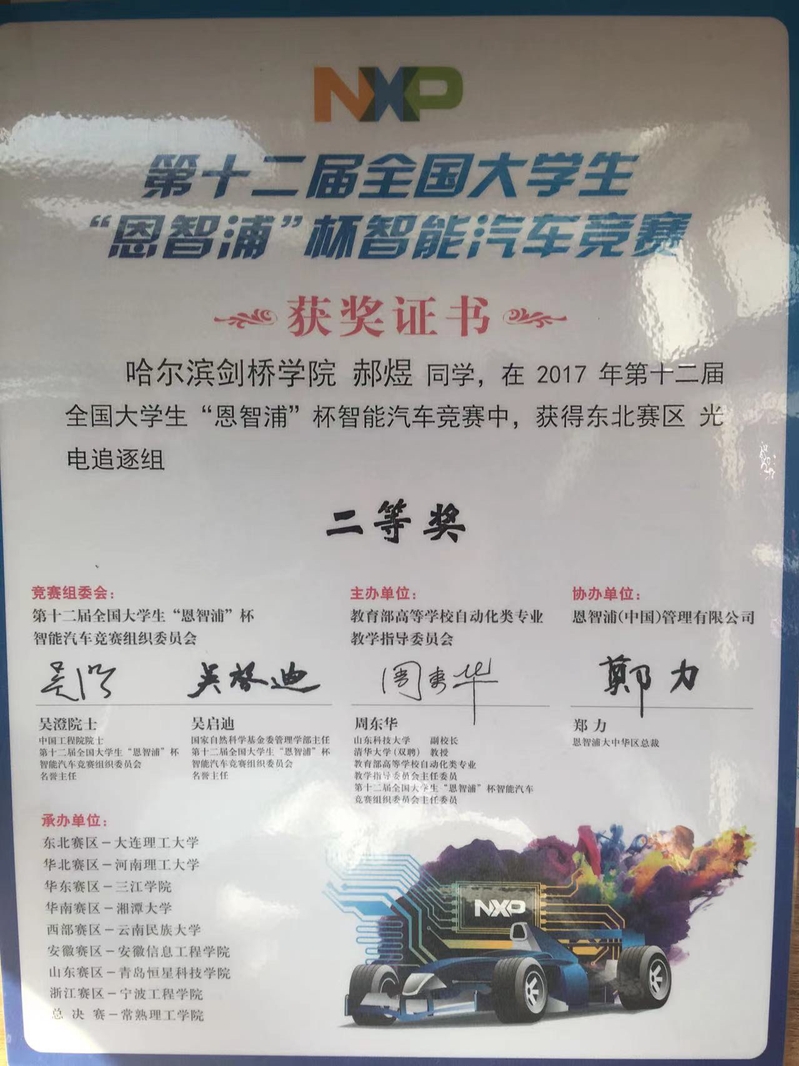 NXP
第十二届全国大学生
“恩智浦”杯智能汽车竞赛
获奖证书
哈尔滨剑桥学院 郝煜 同学，在 2017 年第十二届
全国大学生“恩智浦”杯智能汽车竞赛中，获得东北赛区 光
电追逐组
二等奖
竞赛组委会：
第十二届全国大学生“恩智浦”杯
智能汽车竞赛组织委员会
主办单位：
教育部高等学校自动化类专业
教学指导委员会
协办单位：
恩智浦(中国)管理有限公司
吴澄
吴启迪
周东华
郑力
吴澄院士
中国工程院院士
第十二届全国大学生“恩智浦”杯
智能汽车竞赛组织委员会
名誉主任
吴启迪
国家自然科学基金委管理学部主任
第十二届全国大学生“恩智浦”杯
智能汽车竞赛组织委员会
名誉主任
周东华
山东科技大学 副校长
清华大学(双聘) 教授
教育部高等学校自动化类专业
教学指导委员会主任委员
第十二届全国大学生“恩智浦”杯智能汽车
竞赛组织委员会主任委员
郑 力
恩智浦大中华区总裁
承办单位：
东北赛区－大连理工大学
华北赛区－河南理工大学
华东赛区－三江学院
华南赛区－湘潭大学
西部赛区－云南民族大学
安徽赛区－安徽信息工程学院
山东赛区－青岛恒星科技学院
浙江赛区－宁波工程学院
总 决 赛－常熟理工学院
NXP